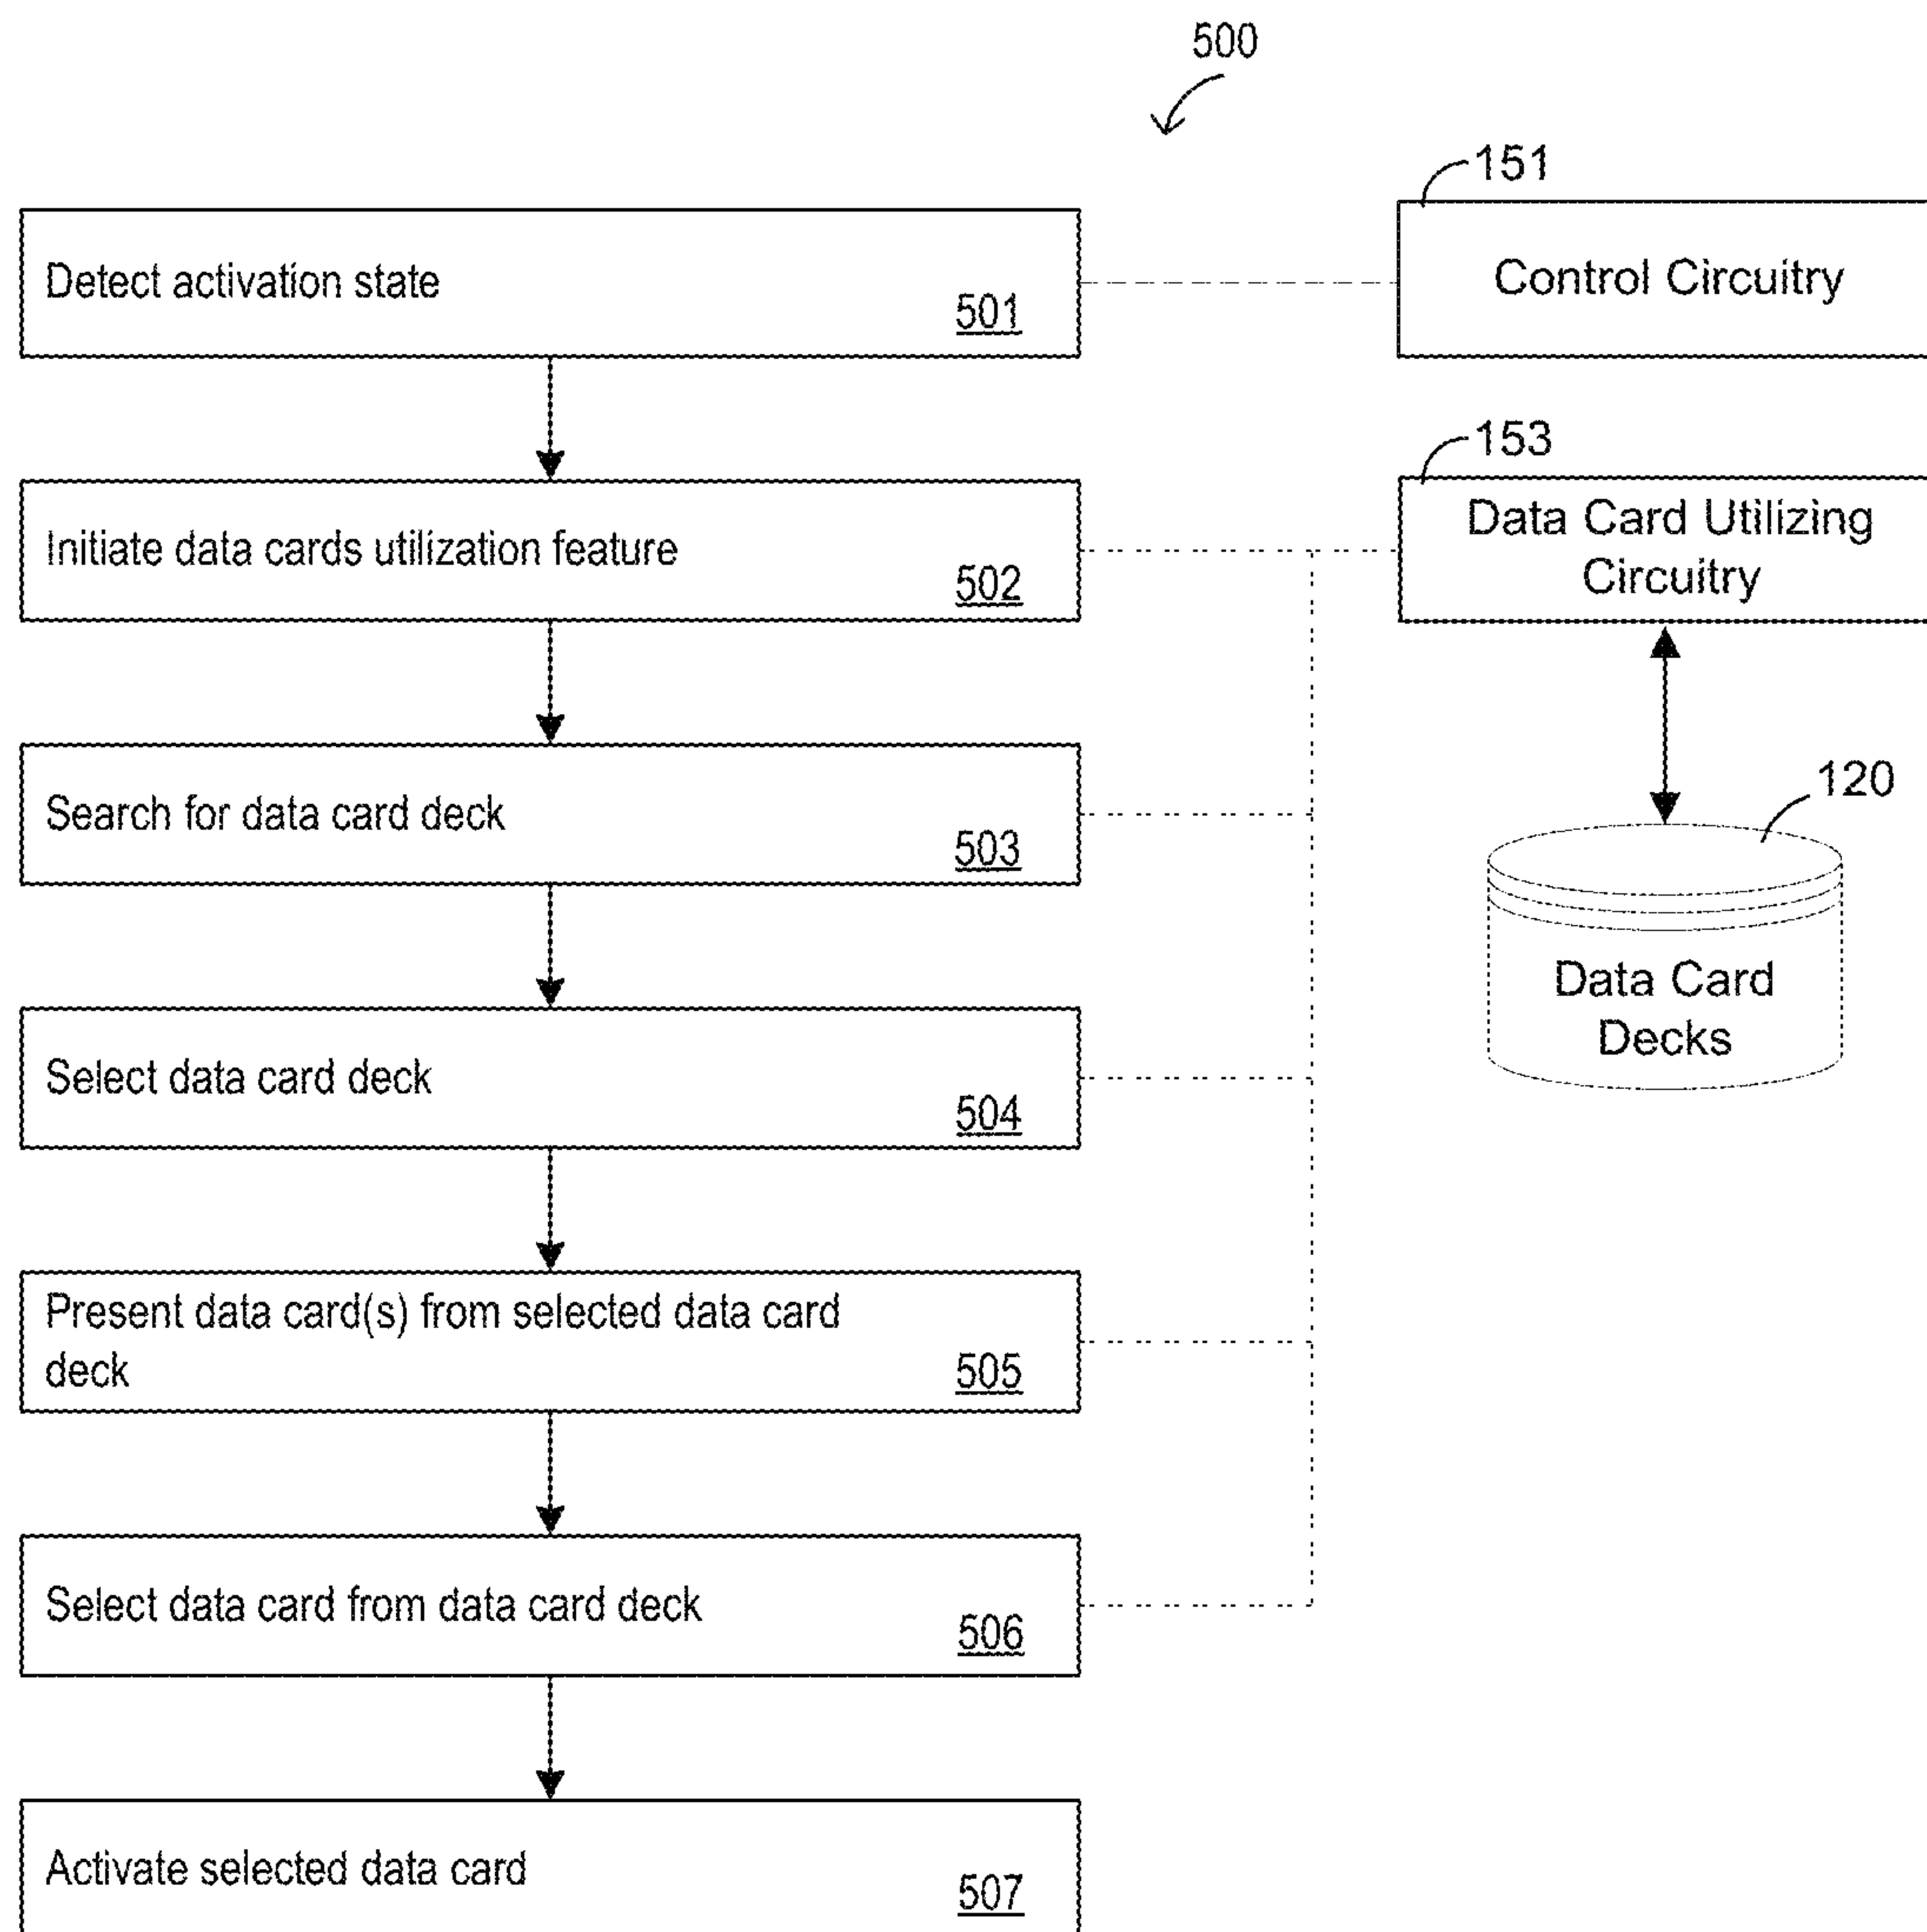 500
151
Detect activation state
501
Control Circuitry
153
Initiate data cards utilization feature
502
Data Card Utilizing
Circuitry
Search for data card deck
503
120
Data Card
Decks
Select data card deck
504
Present data card(s) from selected data card
deck
505
Select data card from data card deck
506
Activate selected data card
507